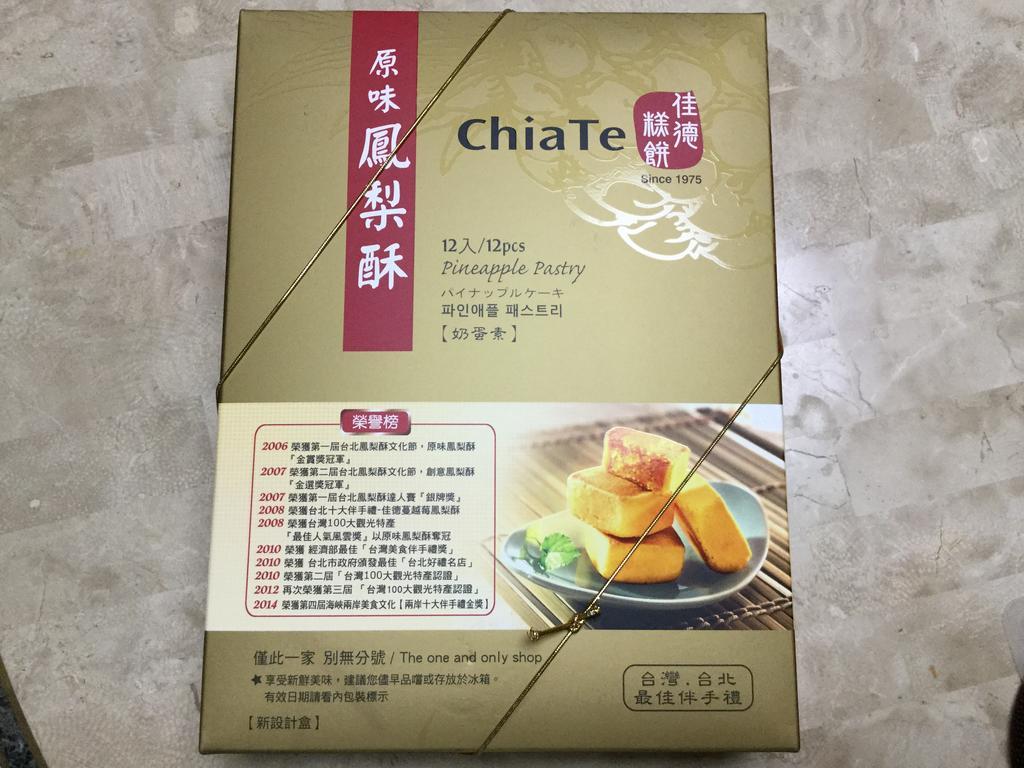 原味鳳梨酥
ChiaTe
佳德
糕餅
Since 1975
12入/12pcs
Pineapple Pastry
パイナップルケーキ
파인애플 패스트리
【奶蛋素】
榮譽榜
2006 榮獲第一屆台北鳳梨酥文化節，原味鳳梨酥
『金賞獎冠軍』
2007 榮獲第二屆台北鳳梨酥文化節，創意鳳梨酥
『金選獎冠軍』
2007 榮獲第一屆台北鳳梨酥達人賽『銀牌獎』
2008 榮獲台北十大伴手禮-佳德蔓越莓鳳梨酥
2008 榮獲台灣100大觀光特產
『最佳人氣風雲獎』以原味鳳梨酥奪冠
2010 榮獲 經濟部最佳「台灣美食伴手禮獎」
2010 榮獲 台北市政府頒發最佳「台北好禮名店」
2010 榮獲第二屆「台灣100大觀光特產認證」
2012 再次榮獲第三屆 「台灣100大觀光特產認證」
2014 榮獲第四屆海峽兩岸美食文化【兩岸十大伴手禮金獎】
僅此一家 別無分號 / The one and only shop
★享受新鮮美味，建議您儘早品嚐或存放於冰箱。
有效日期請看內包裝標示
【新設計盒】
台灣.台北
最佳伴手禮